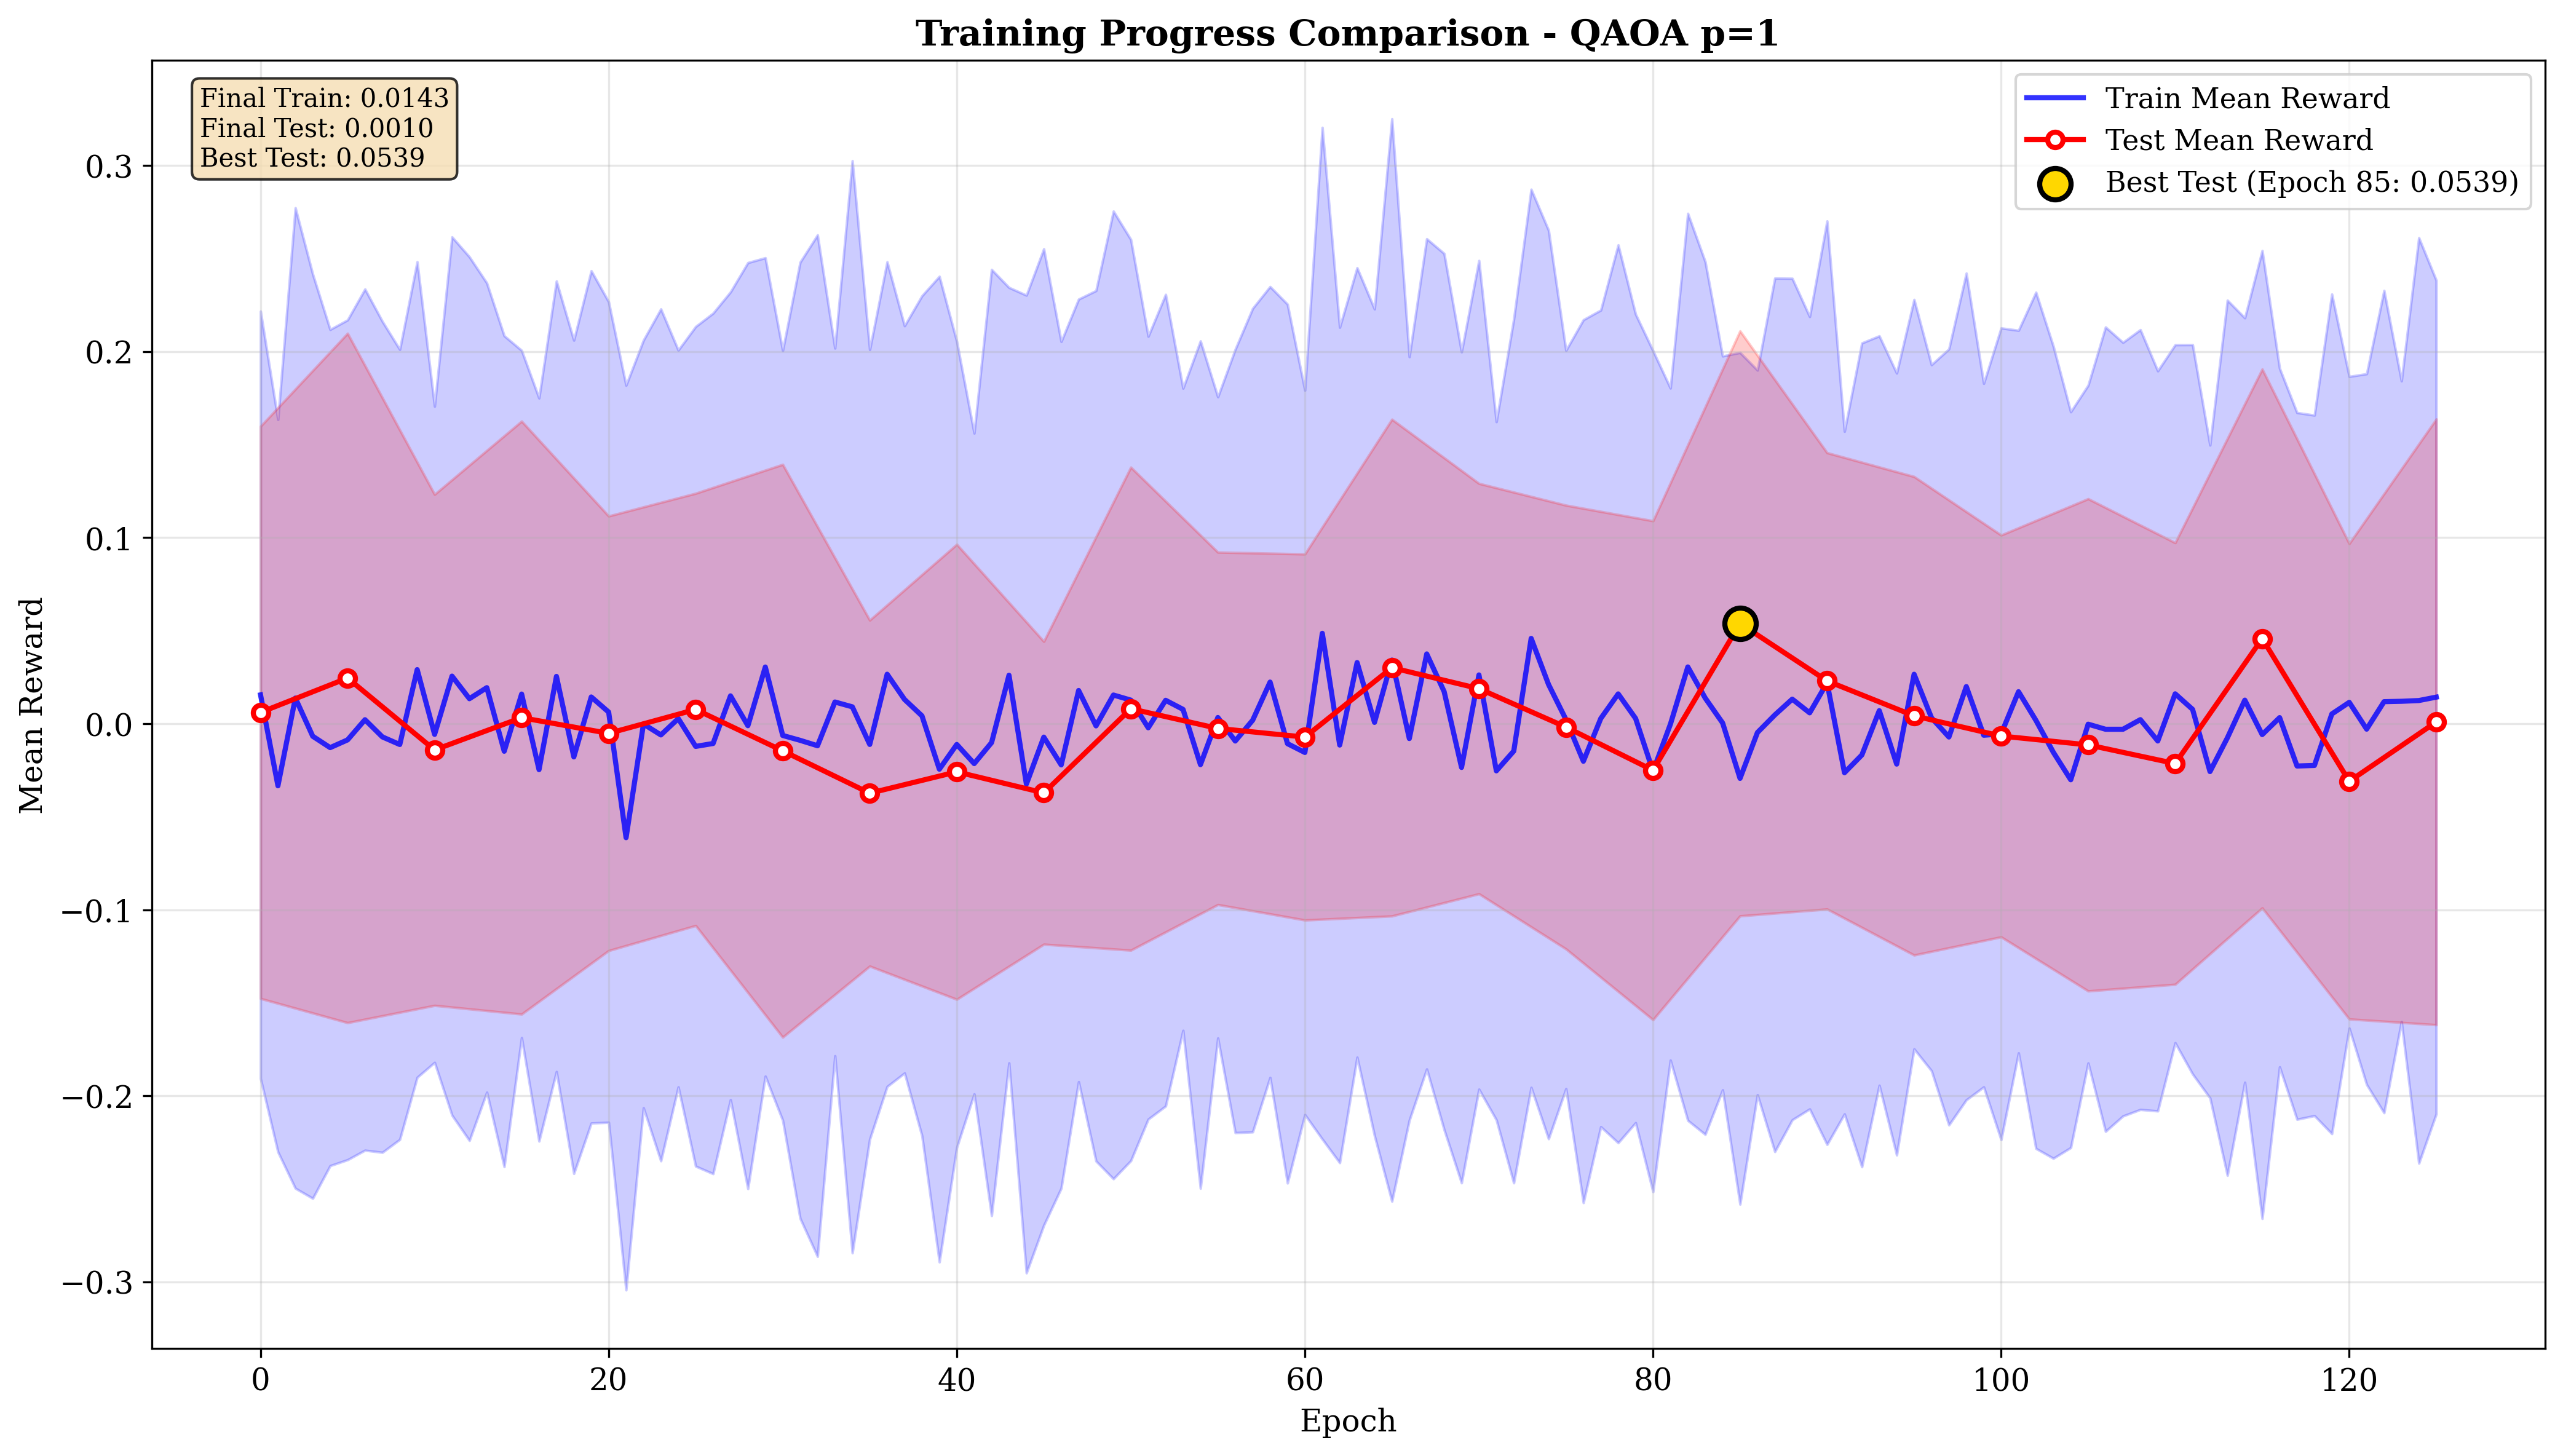 Training Progress Comparison - QAOA p=1
Final Train: 0.0143
Final Test: 0.0010
Best Test: 0.0539
Train Mean Reward
Test Mean Reward
Best Test (Epoch 85: 0.0539)
Mean Reward
0.3
0.2
0.1
0.0
−0.1
−0.2
−0.3
0
20
40
60
80
100
120
Epoch